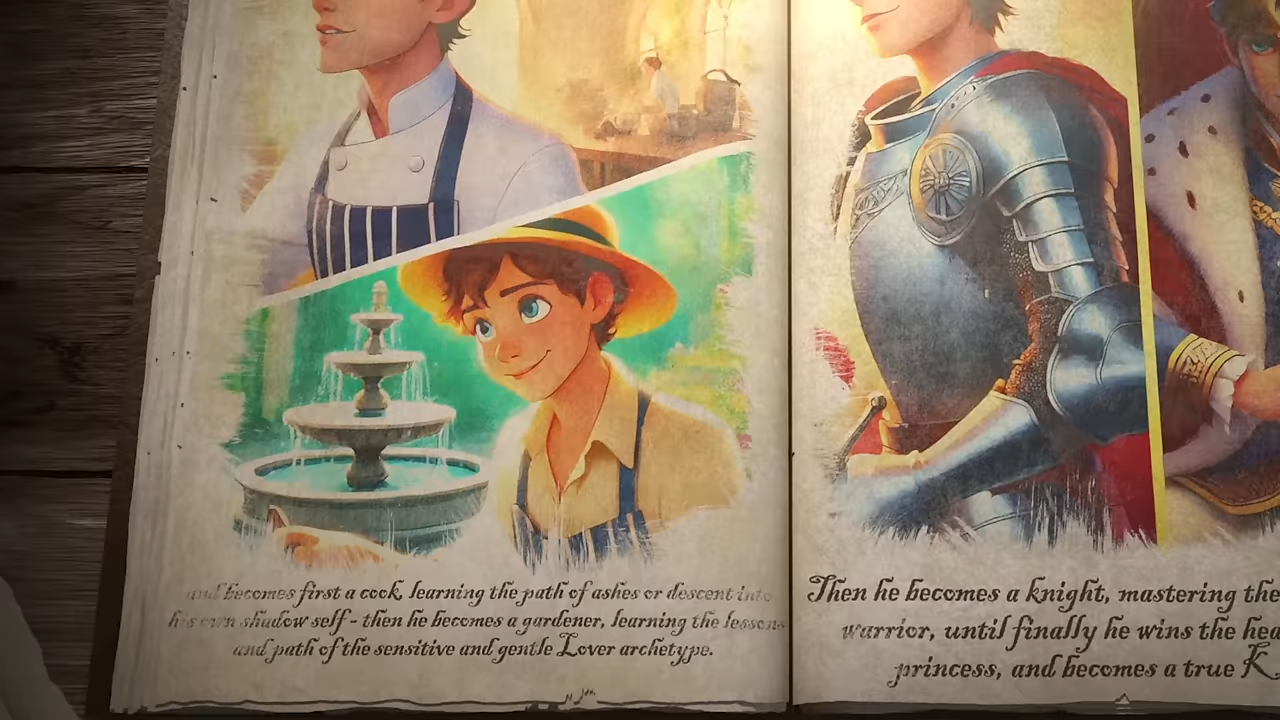 and becomes first a cook, learning the path of ashes or descent into
his own shadow self - then he becomes a gardener, learning the lessons
and path of the sensitive and gentle Lover archetype.
Then he becomes a knight, mastering the
warrior, until finally he wins the hea
princess, and becomes a true K